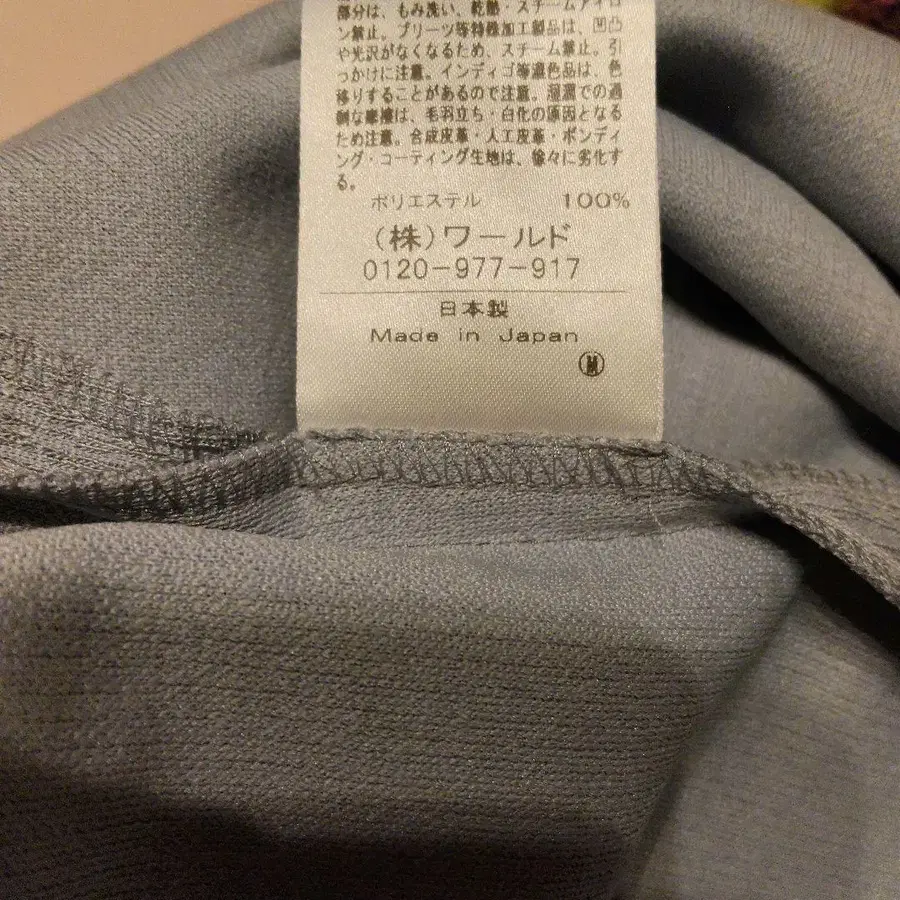 部分は、もみ洗い、乾熱・スチームアイロ
ン禁止。プリーツ等特殊加工製品は、凹凸
や光沢がなくなるため、スチーム禁止。引
っかけに注意。インディゴ等濃色品は、色
移りすることがあるので注意。湿潤での過
剰な摩擦は、毛羽立ち・白化の原因となる
ため注意。合成皮革・人工皮革・ボンディ
ング・コーティング生地は、徐々に劣化す
る。
ポリエステル 100%
(株)ワールド
0120-977-917
日本製
Made in Japan
Ⓜ